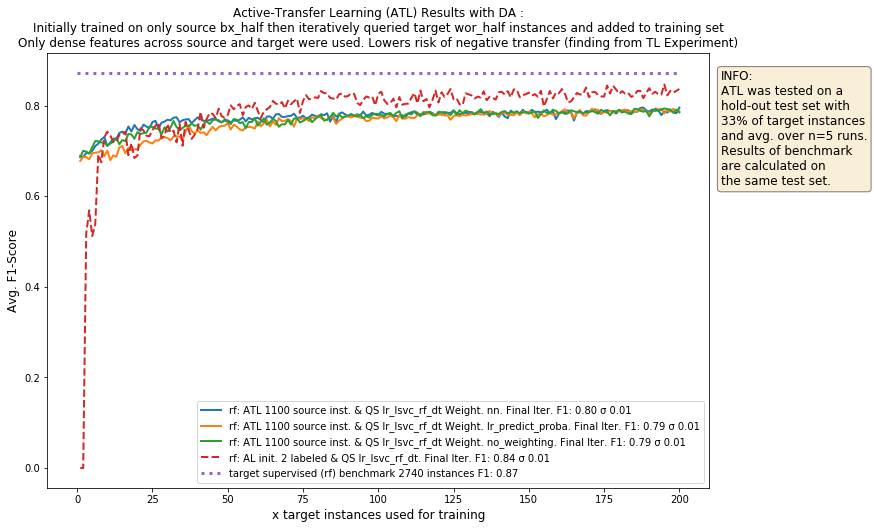 Active-Transfer Learning (ATL) Results with DA :
Initially trained on only source bx_half then iteratively queried target wor_half instances and added to training set
Only dense features across source and target were used. Lowers risk of negative transfer (finding from TL Experiment)
INFO:
ATL was tested on a
hold-out test set with
33% of target instances
and avg. over n=5 runs.
Results of benchmark
are calculated on
the same test set.
Avg. F1-Score
0.8
0.6
0.4
0.2
0.0
rf: ATL 1100 source inst. & QS lr_lsvc_rf_dt Weight. nn. Final Iter. F1: 0.80 σ 0.01
rf: ATL 1100 source inst. & QS lr_lsvc_rf_dt Weight. lr_predict_proba. Final Iter. F1: 0.79 σ 0.01
rf: ATL 1100 source inst. & QS lr_lsvc_rf_dt Weight. no_weighting. Final Iter. F1: 0.79 σ 0.01
rf: AL init. 2 labeled & QS lr_lsvc_rf_dt. Final Iter. F1: 0.84 σ 0.01
target supervised (rf) benchmark 2740 instances F1: 0.87
0 25 50 75 100 125 150 175 200
x target instances used for training